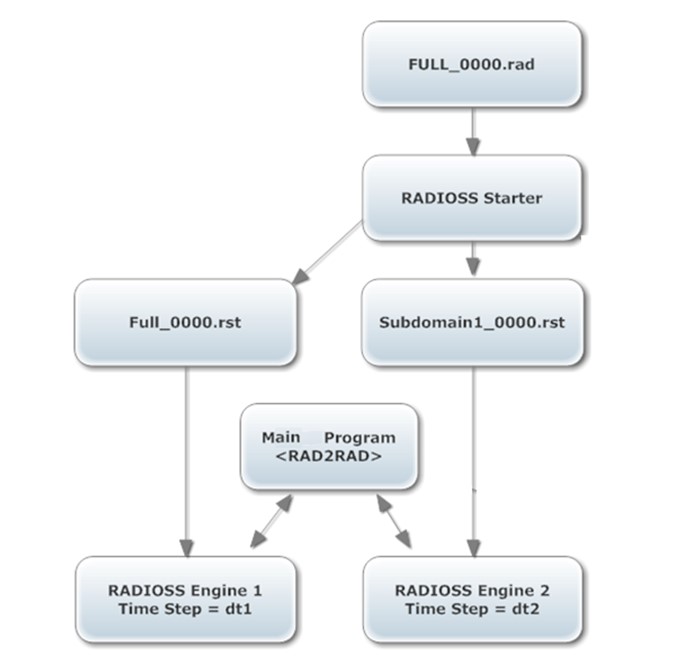 FULL_0000.rad
RADIOSS Starter
Full_0000.rst
Subdomain1_0000.rst
Main Program
<RAD2RAD>
RADIOSS Engine 1
Time Step = dt1
RADIOSS Engine 2
Time Step = dt2